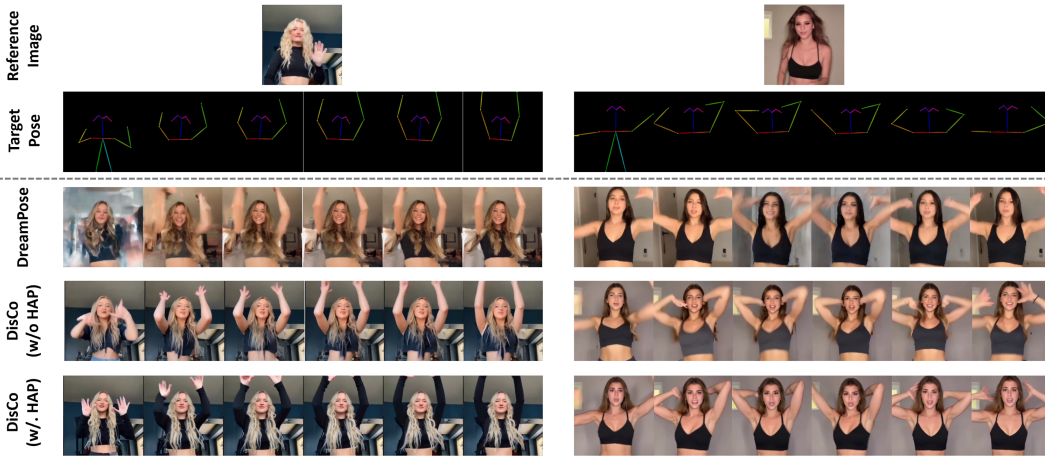 Reference
Image
Target
Pose
DreamPose
DisCo
(w/o HAP)
DisCo
(w/. HAP)